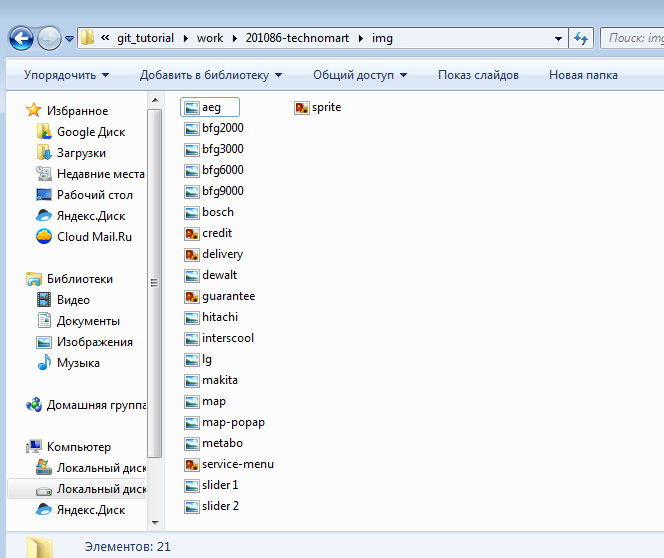 « git_tutorial ▸ work ▸ 201086-technomart ▸ img
Поиск: img
Упорядочить Добавить в библиотеку Общий доступ Показ слайдов Новая папка
Избранное
Google Диск
Загрузки
Недавние места
Рабочий стол
Яндекс.Диск
Cloud Mail.Ru
Библиотеки
Видео
Документы
Изображения
Музыка
Домашняя группа
Компьютер
Локальный диск
Локальный диск
Яндекс.Диск
aeg
bfg2000
bfg3000
bfg6000
bfg9000
bosch
credit
delivery
dewalt
guarantee
hitachi
interscool
lg
makita
map
map-popap
metabo
service-menu
slider 1
slider 2
sprite
Элементов: 21